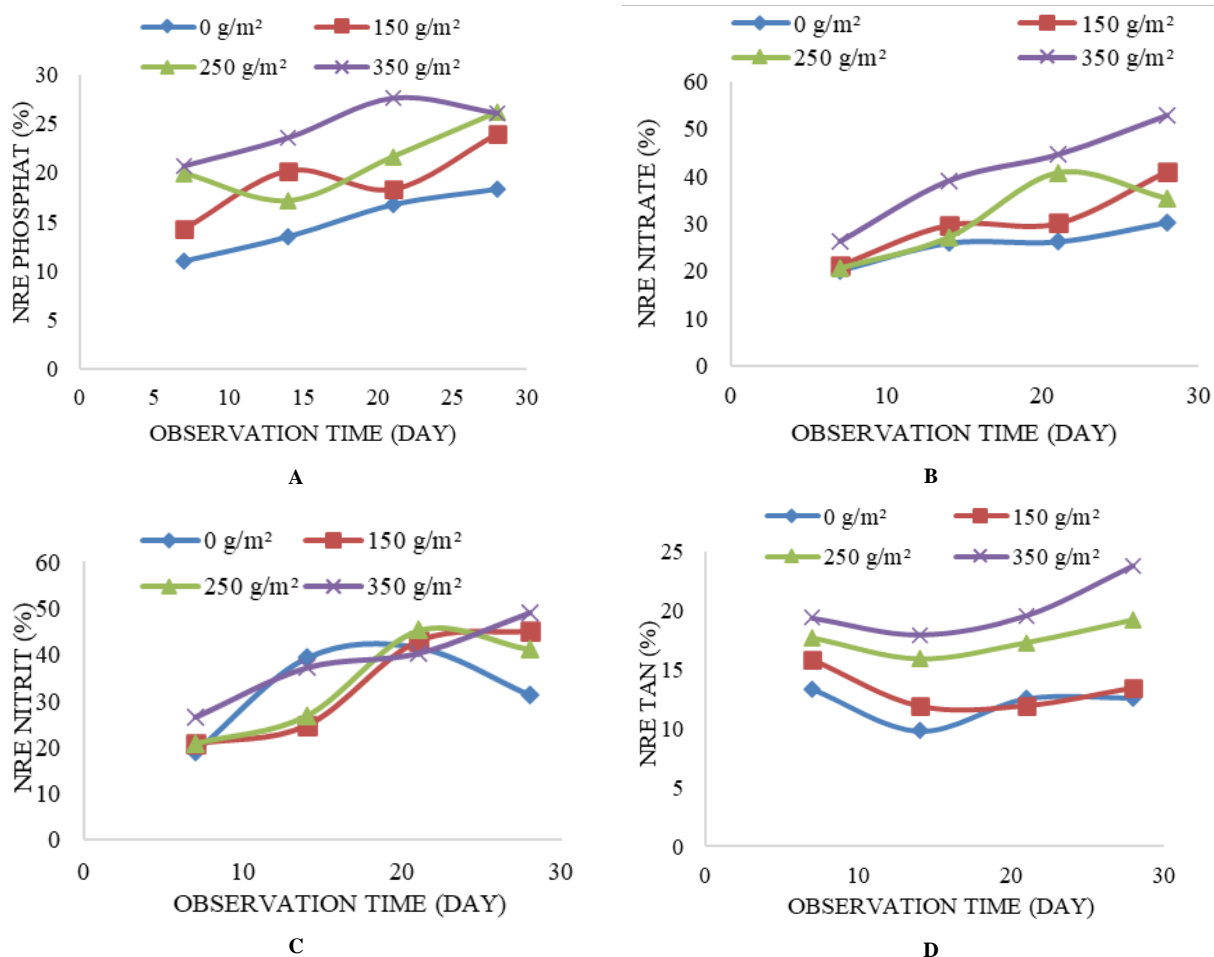 0 g/m² 150 g/m²
250 g/m² 350 g/m²
NRE PHOSPHAT (%)
30
25
20
15
10
5
0
0 5 10 15 20 25 30
OBSERVATION TIME (DAY)
A
0 g/m² 150 g/m²
250 g/m² 350 g/m²
NRE NITRATE (%)
60
50
40
30
20
10
0
0 10 20 30
OBSERVATION TIME (DAY)
B
0 g/m² 150 g/m²
250 g/m² 350 g/m²
NRE NITRIT (%)
60
50
40
30
20
10
0
0 10 20 30
OBSERVATION TIME (DAY)
C
0 g/m² 150 g/m²
250 g/m² 350 g/m²
NRE TAN (%)
25
20
15
10
5
0
0 10 20 30
OBSERVATION TIME (DAY)
D